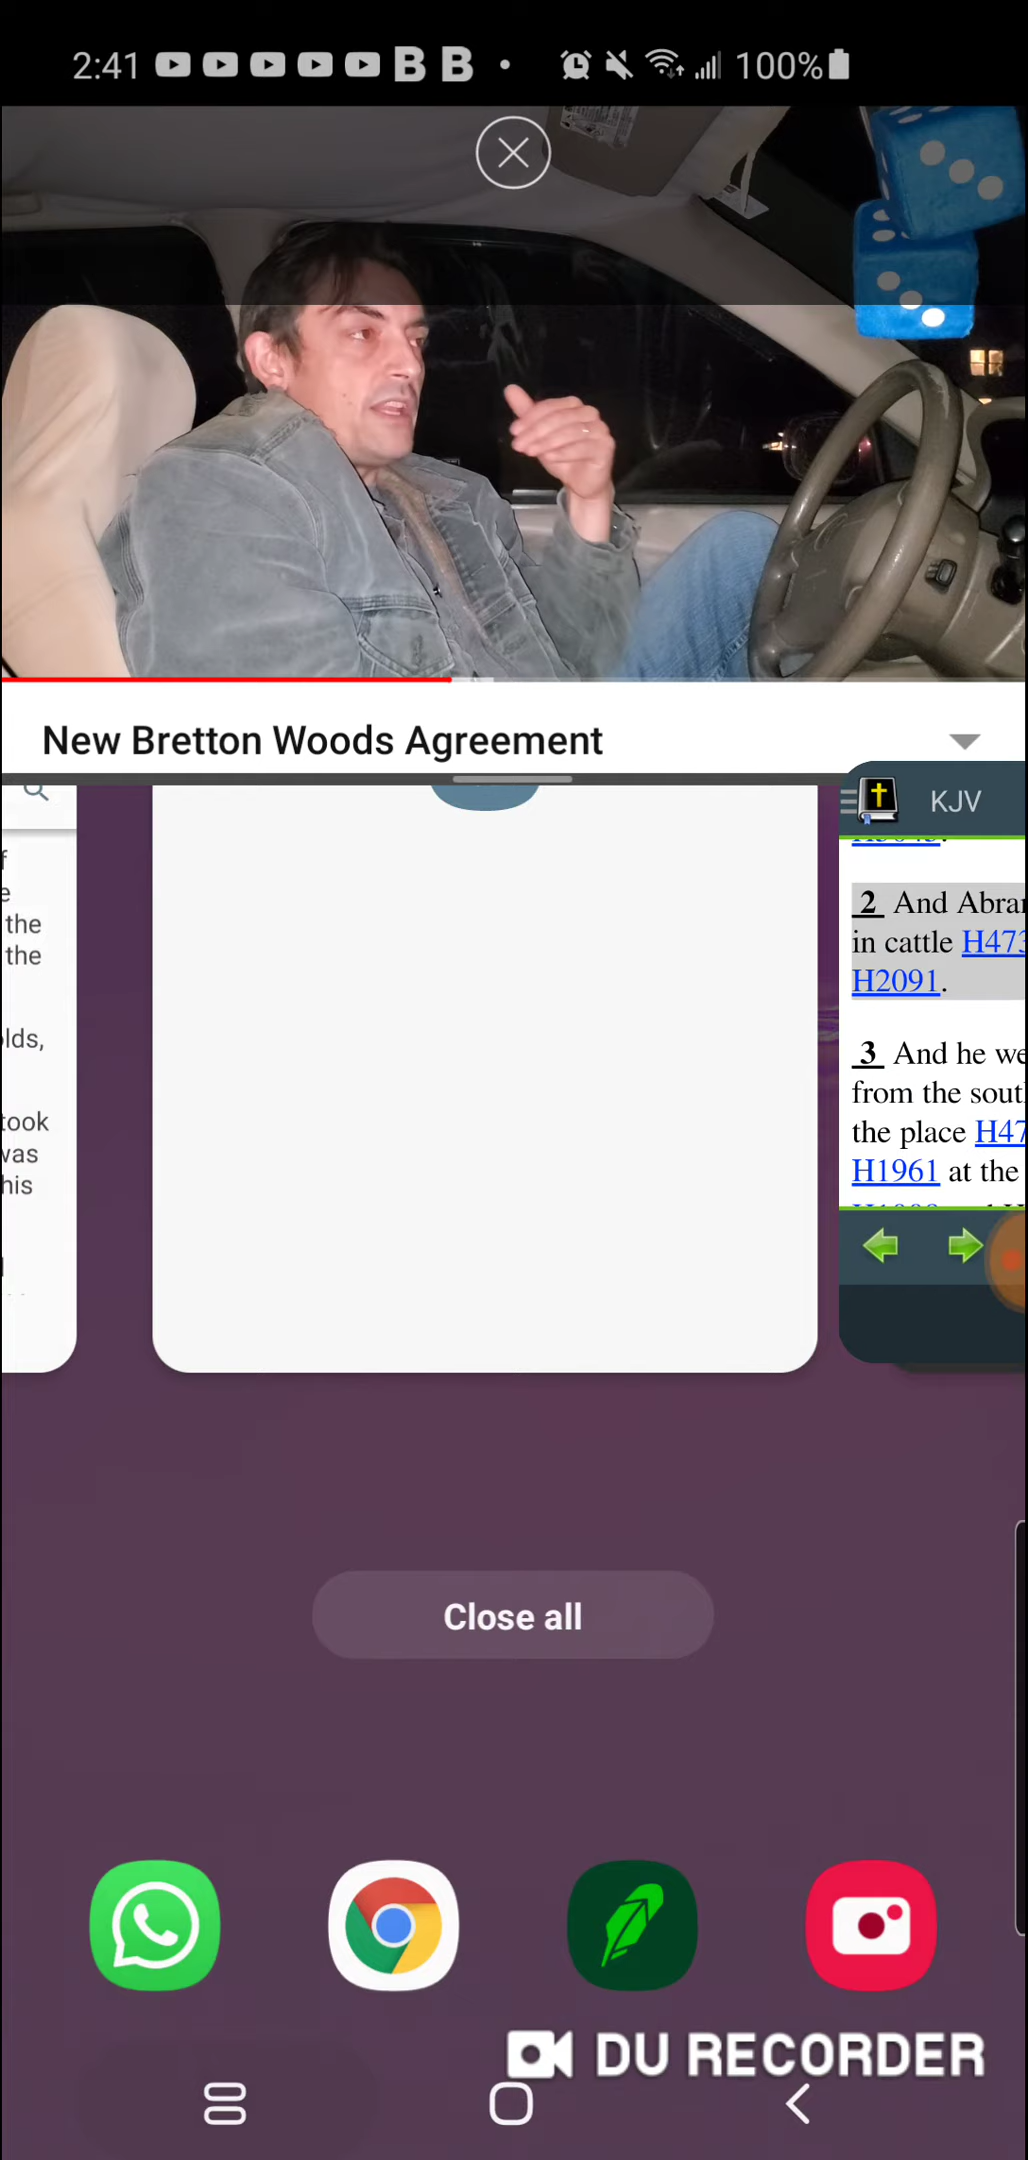 2:41 B B 100%
New Bretton Woods Agreement
KJV
f
e
the
the
lds,
took
was
his
2 And Abra
in cattle H473
H2091.
3 And he we
from the sout
the place H47
H1961 at the
Close all
DU RECORDER